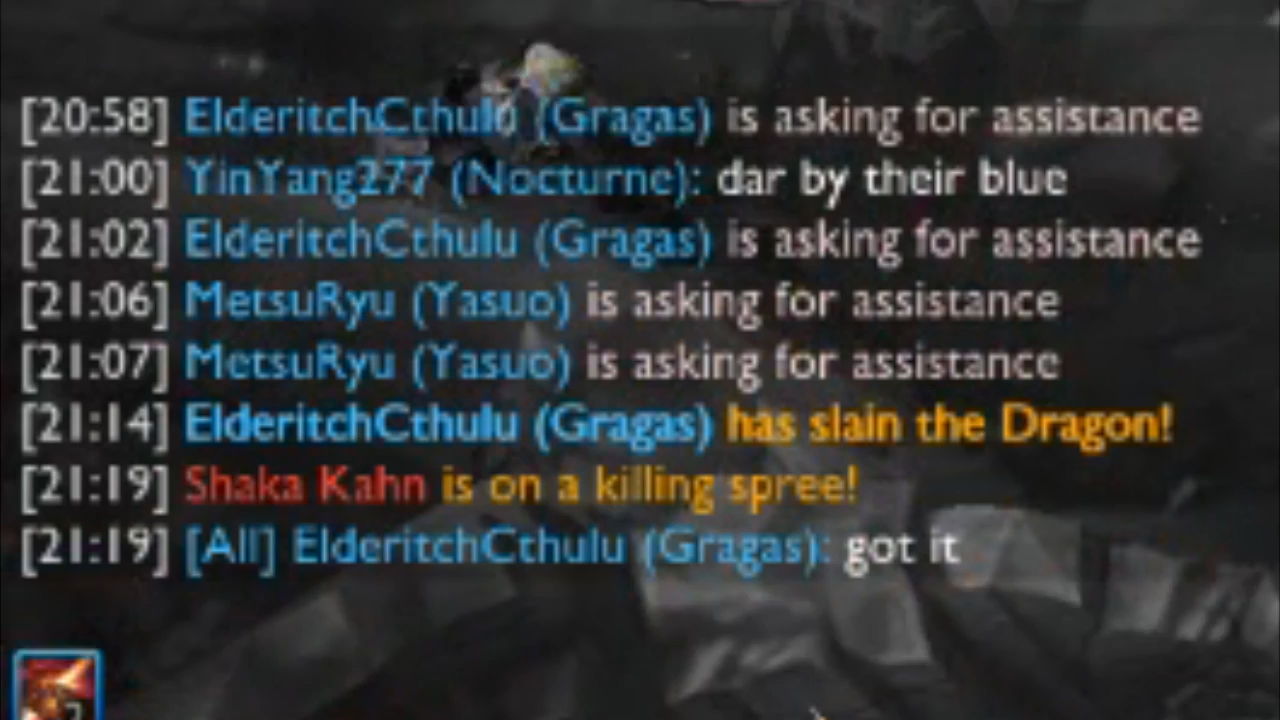 [20:58] ElderitchCthulu (Gragas) is asking for assistance
[21:00] YinYang277 (Nocturne): dar by their blue
[21:02] ElderitchCthulu (Gragas) is asking for assistance
[21:06] MetsuRyu (Yasuo) is asking for assistance
[21:07] MetsuRyu (Yasuo) is asking for assistance
[21:14] ElderitchCthulu (Gragas) has slain the Dragon!
[21:19] Shaka Kahn is on a killing spree!
[21:19] [All] ElderitchCthulu (Gragas): got it
2